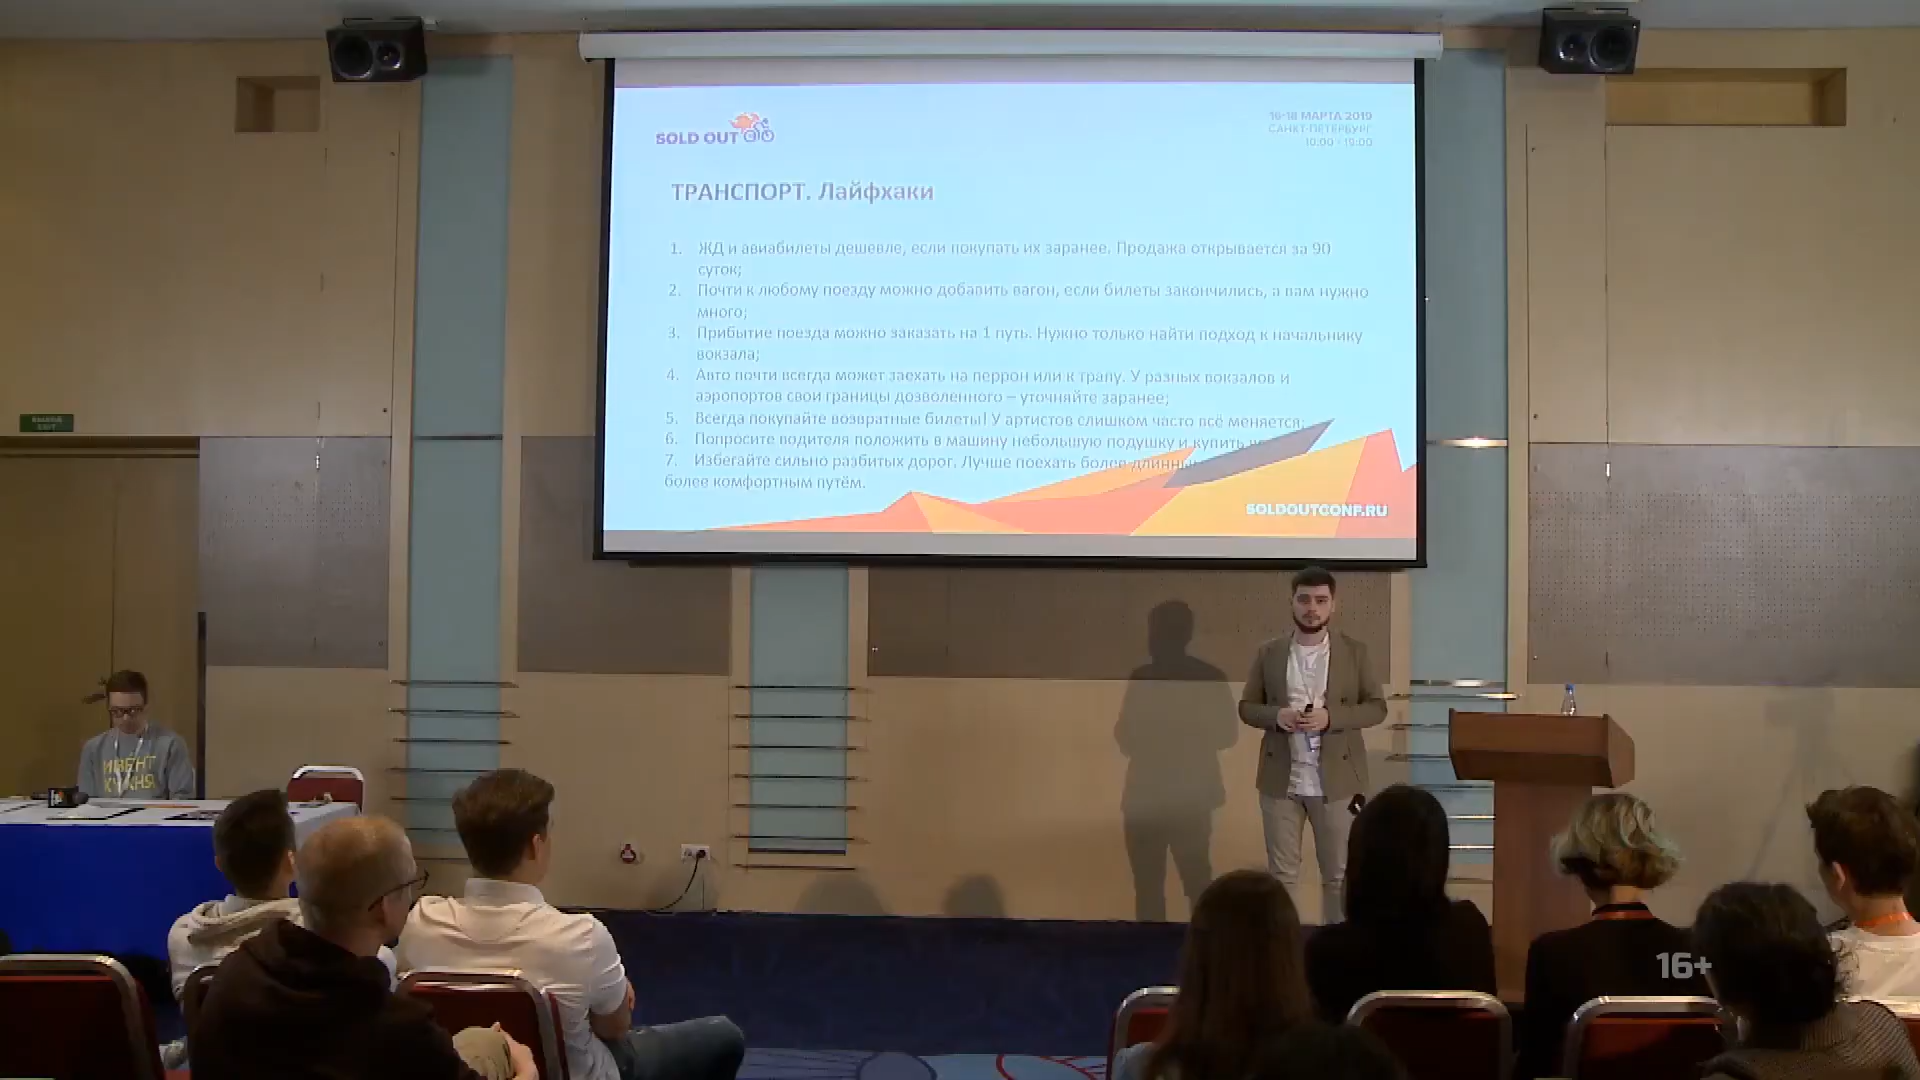 SOLD OUT
16-18 МАРТА 2019
САНКТ-ПЕТЕРБУРГ
10:00 - 19:00
ТРАНСПОРТ. Лайфхаки
1. ЖД и авиабилеты дешевле, если покупать их заранее. Продажа открывается за 90
суток;
2. Почти к любому поезду можно добавить вагон, если билеты закончились, а вам нужно
много;
3. Прибытие поезда можно заказать на 1 путь. Нужно только найти подход к начальнику
вокзала;
4. Авто почти всегда может заехать на перрон или к трапу. У разных вокзалов и
аэропортов свои границы дозволенного – уточняйте заранее;
5. Всегда покупайте возвратные билеты! У артистов слишком часто всё меняется;
6. Попросите водителя положить в машину небольшую подушку и купить
7. Избегайте сильно разбитых дорог. Лучше поехать более
более комфортным путём.
SOLDOUTCONF.RU
ВЫХОД
EXIT
ИВЕНТ
16+